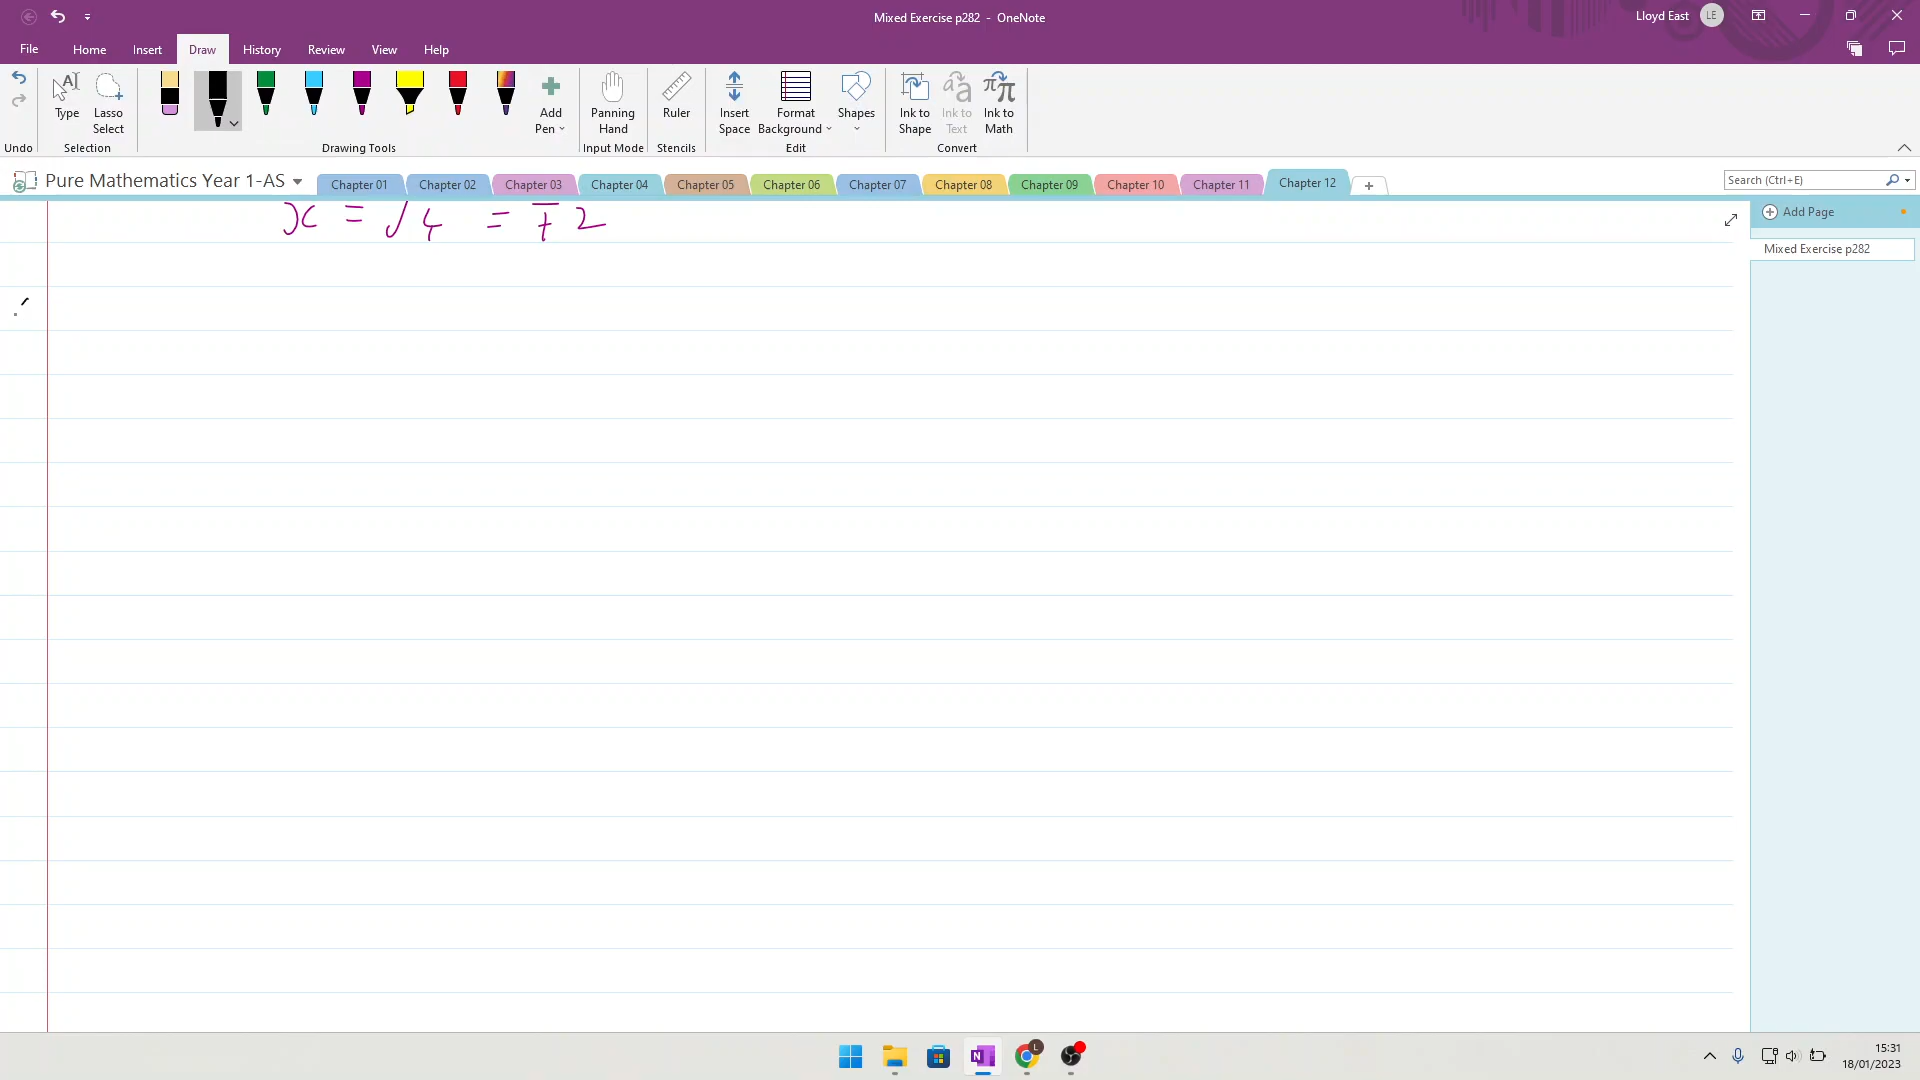 Mixed Exercise p282 - OneNote
Lloyd East
LE
File
Home
Insert
Draw
History
Review
View
Help
Type
Lasso
Select
Add
Pen
Panning
Hand
Ruler
Insert
Space
Format
Background
Shapes
Ink to
Shape
Ink to
Text
Ink to
Math
Undo
Selection
Drawing Tools
Input Mode
Stencils
Edit
Convert
Pure Mathematics Year 1-AS
Chapter 01
Chapter 02
Chapter 03
Chapter 04
Chapter 05
Chapter 06
Chapter 07
Chapter 08
Chapter 09
Chapter 10
Chapter 11
Chapter 12
Search (Ctrl+E)
Add Page
Mixed Exercise p282
x = √4 = ∓ 2
15:31
18/01/2023